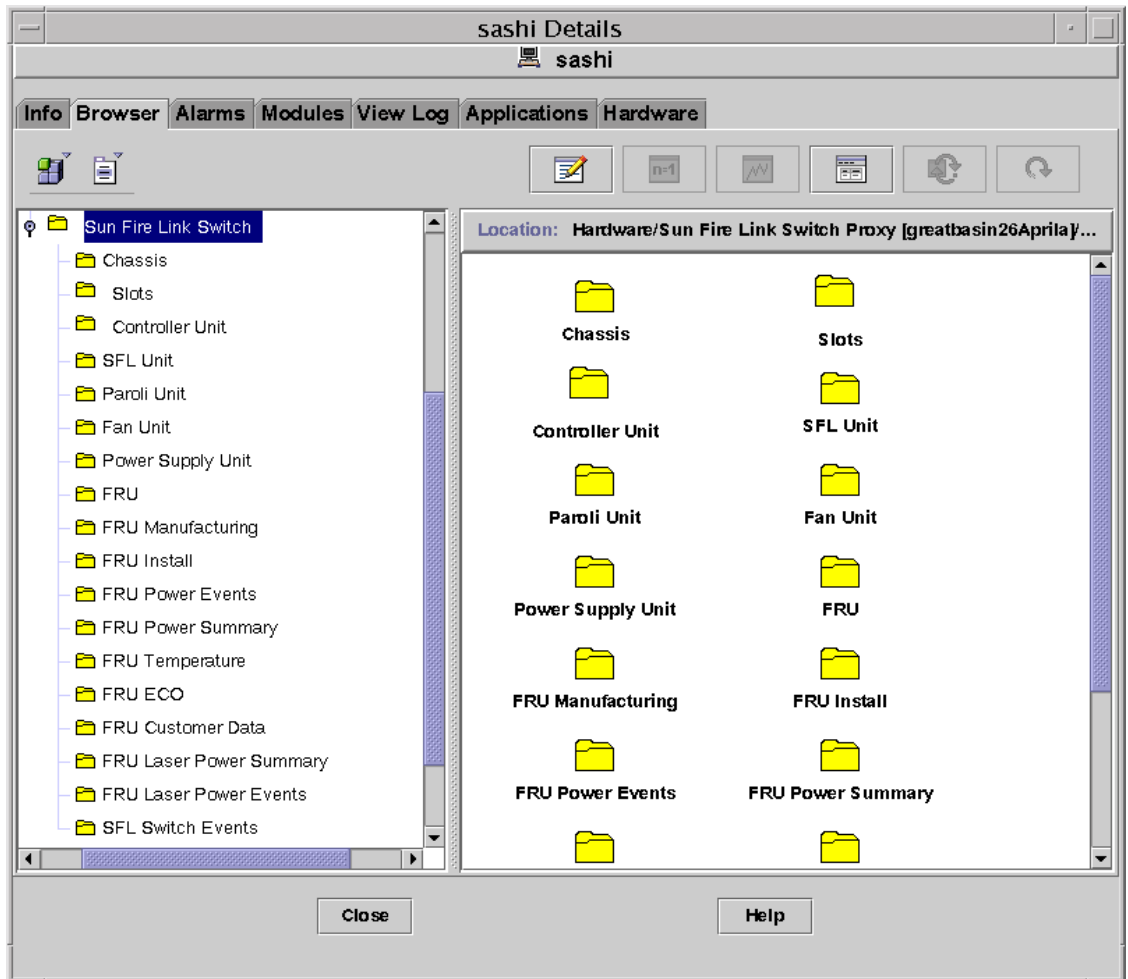 sashi Details
sashi
Info Browser Alarms Modules View Log Applications Hardware
n=1
Sun Fire Link Switch
Chassis
Slots
Controller Unit
SFL Unit
Paroli Unit
Fan Unit
Power Supply Unit
FRU
FRU Manufacturing
FRU Install
FRU Power Events
FRU Power Summary
FRU Temperature
FRU ECO
FRU Customer Data
FRU Laser Power Summary
FRU Laser Power Events
SFL Switch Events
Location: Hardware/Sun Fire Link Switch Proxy [greatbasin26Aprila]/...
Chassis Slots
Controller Unit SFL Unit
Paroli Unit Fan Unit
Power Supply Unit FRU
FRU Manufacturing FRU Install
FRU Power Events FRU Power Summary
Close Help